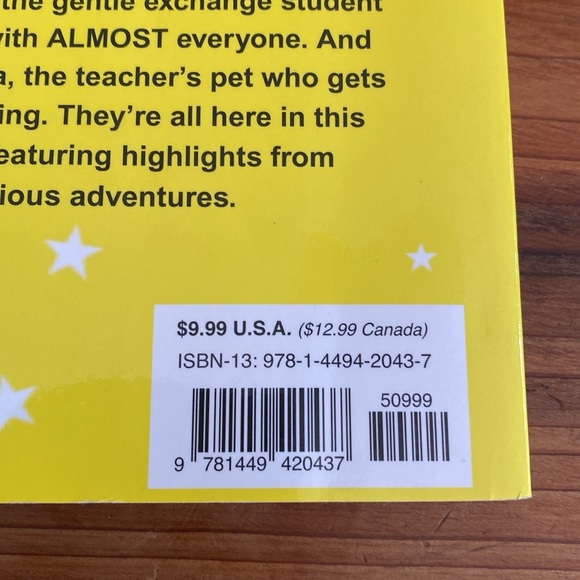 the gentle exchange student
with ALMOST everyone. And
a, the teacher's pet who gets
ing. They're all here in this
eaturing highlights from
ious adventures.
$9.99 U.S.A. ($12.99 Canada)
ISBN-13: 978-1-4494-2043-7
50999
9 781449 420437